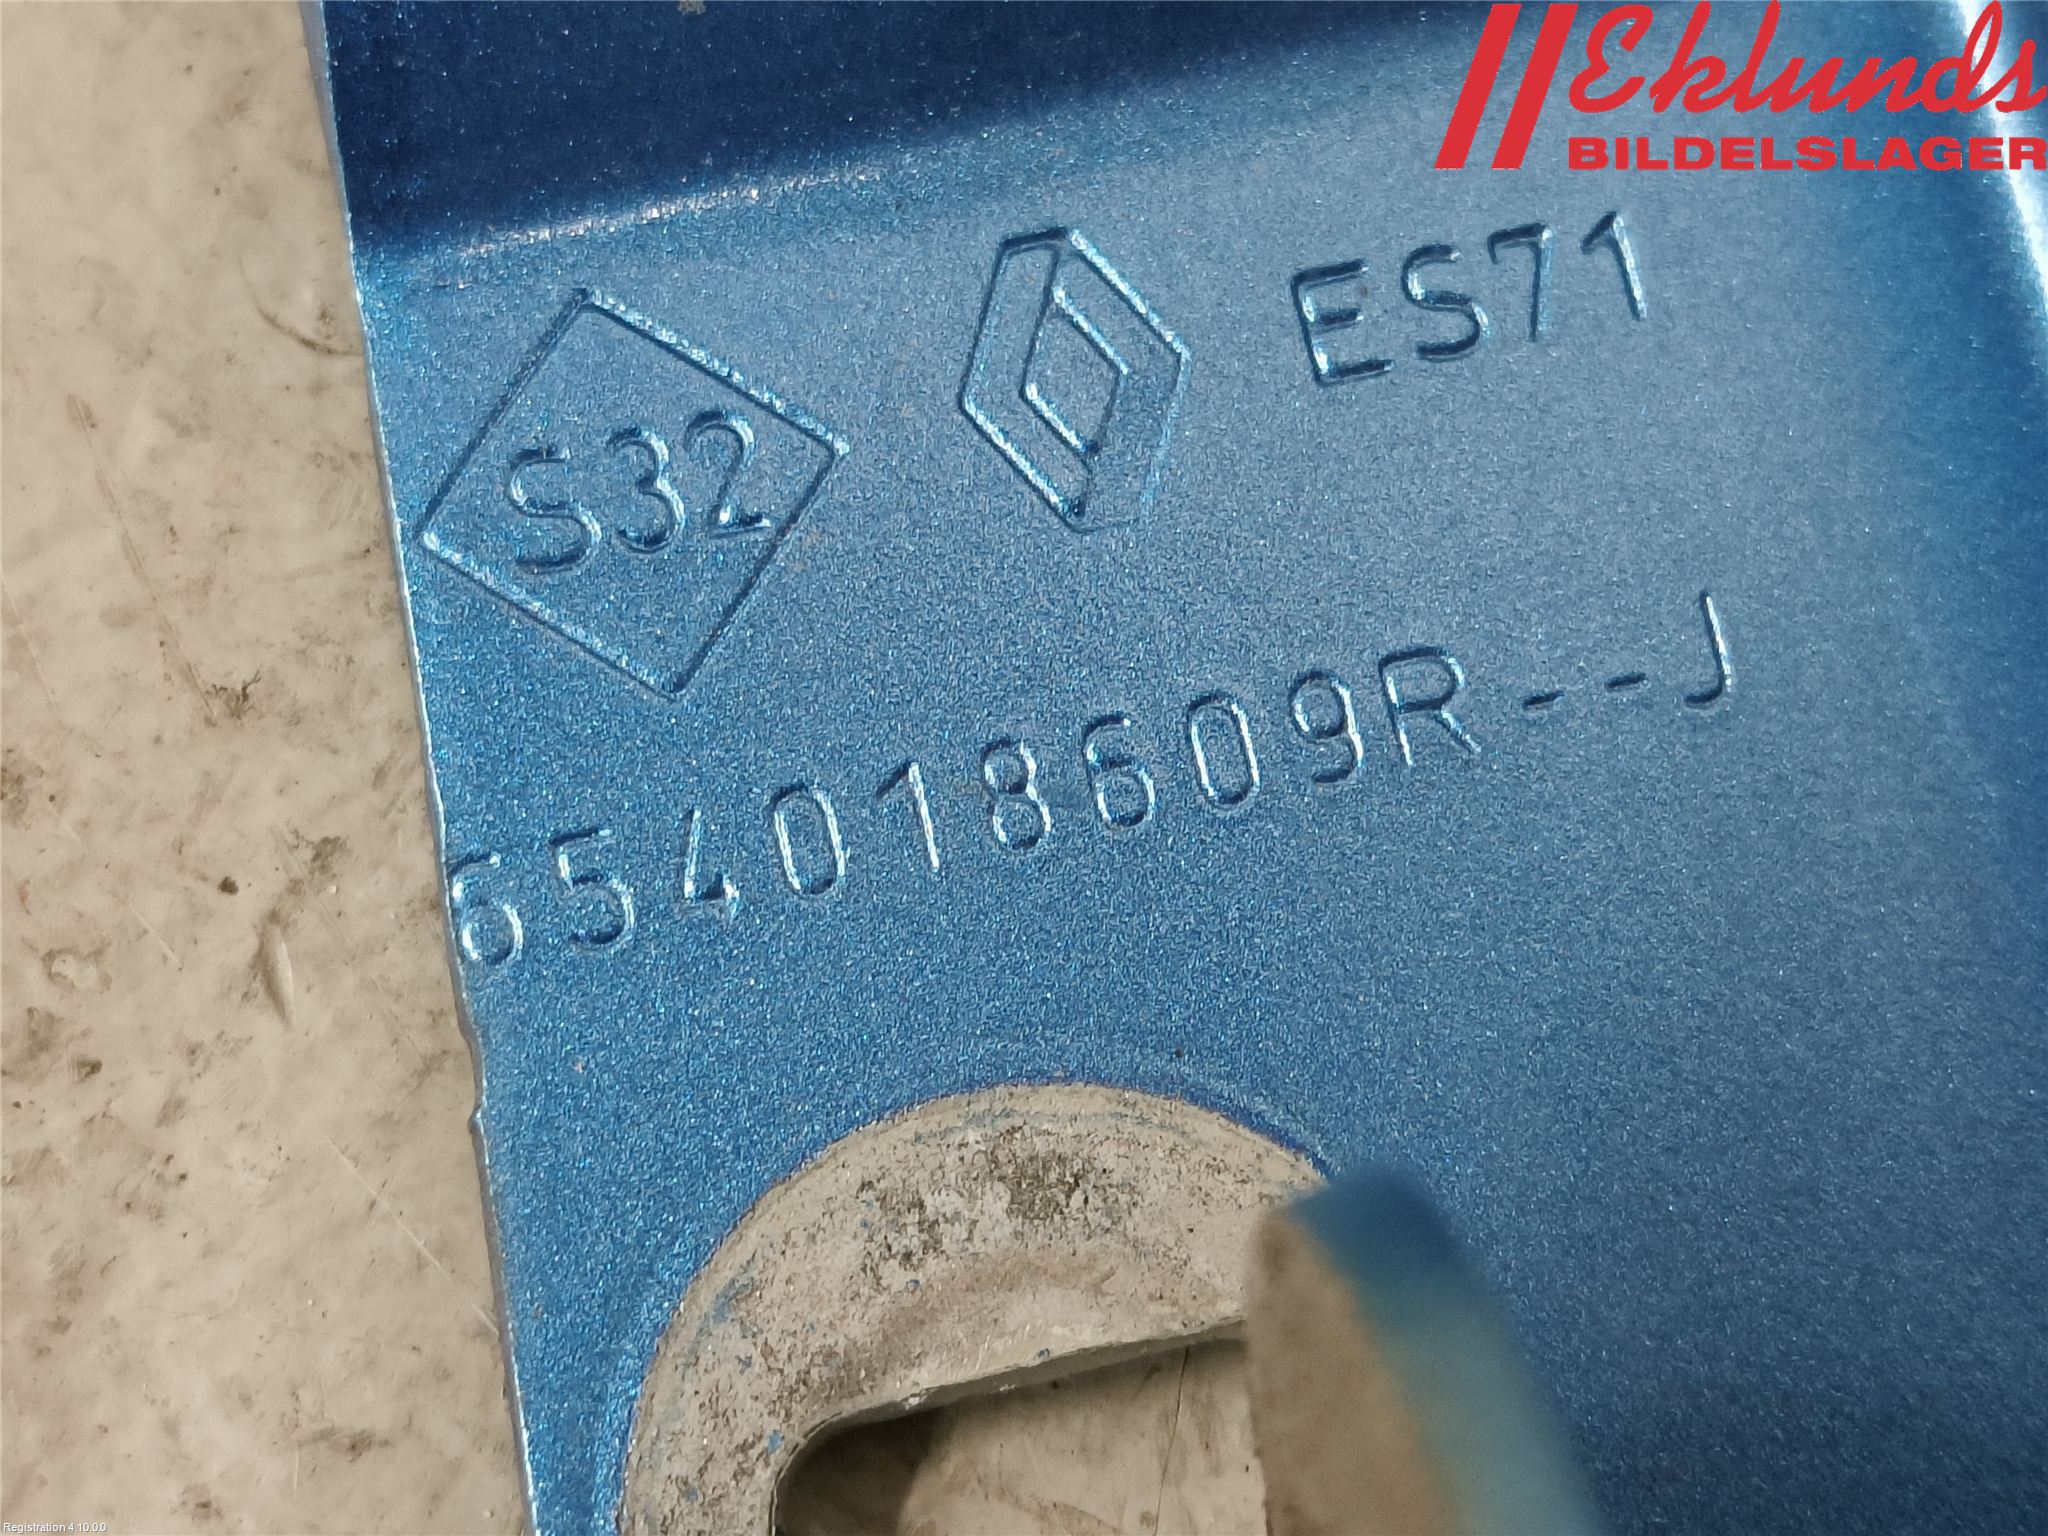 Eklunds
BILDELSLAGER
ES71
S32
654018609R--J
Registration 4.10.0.0